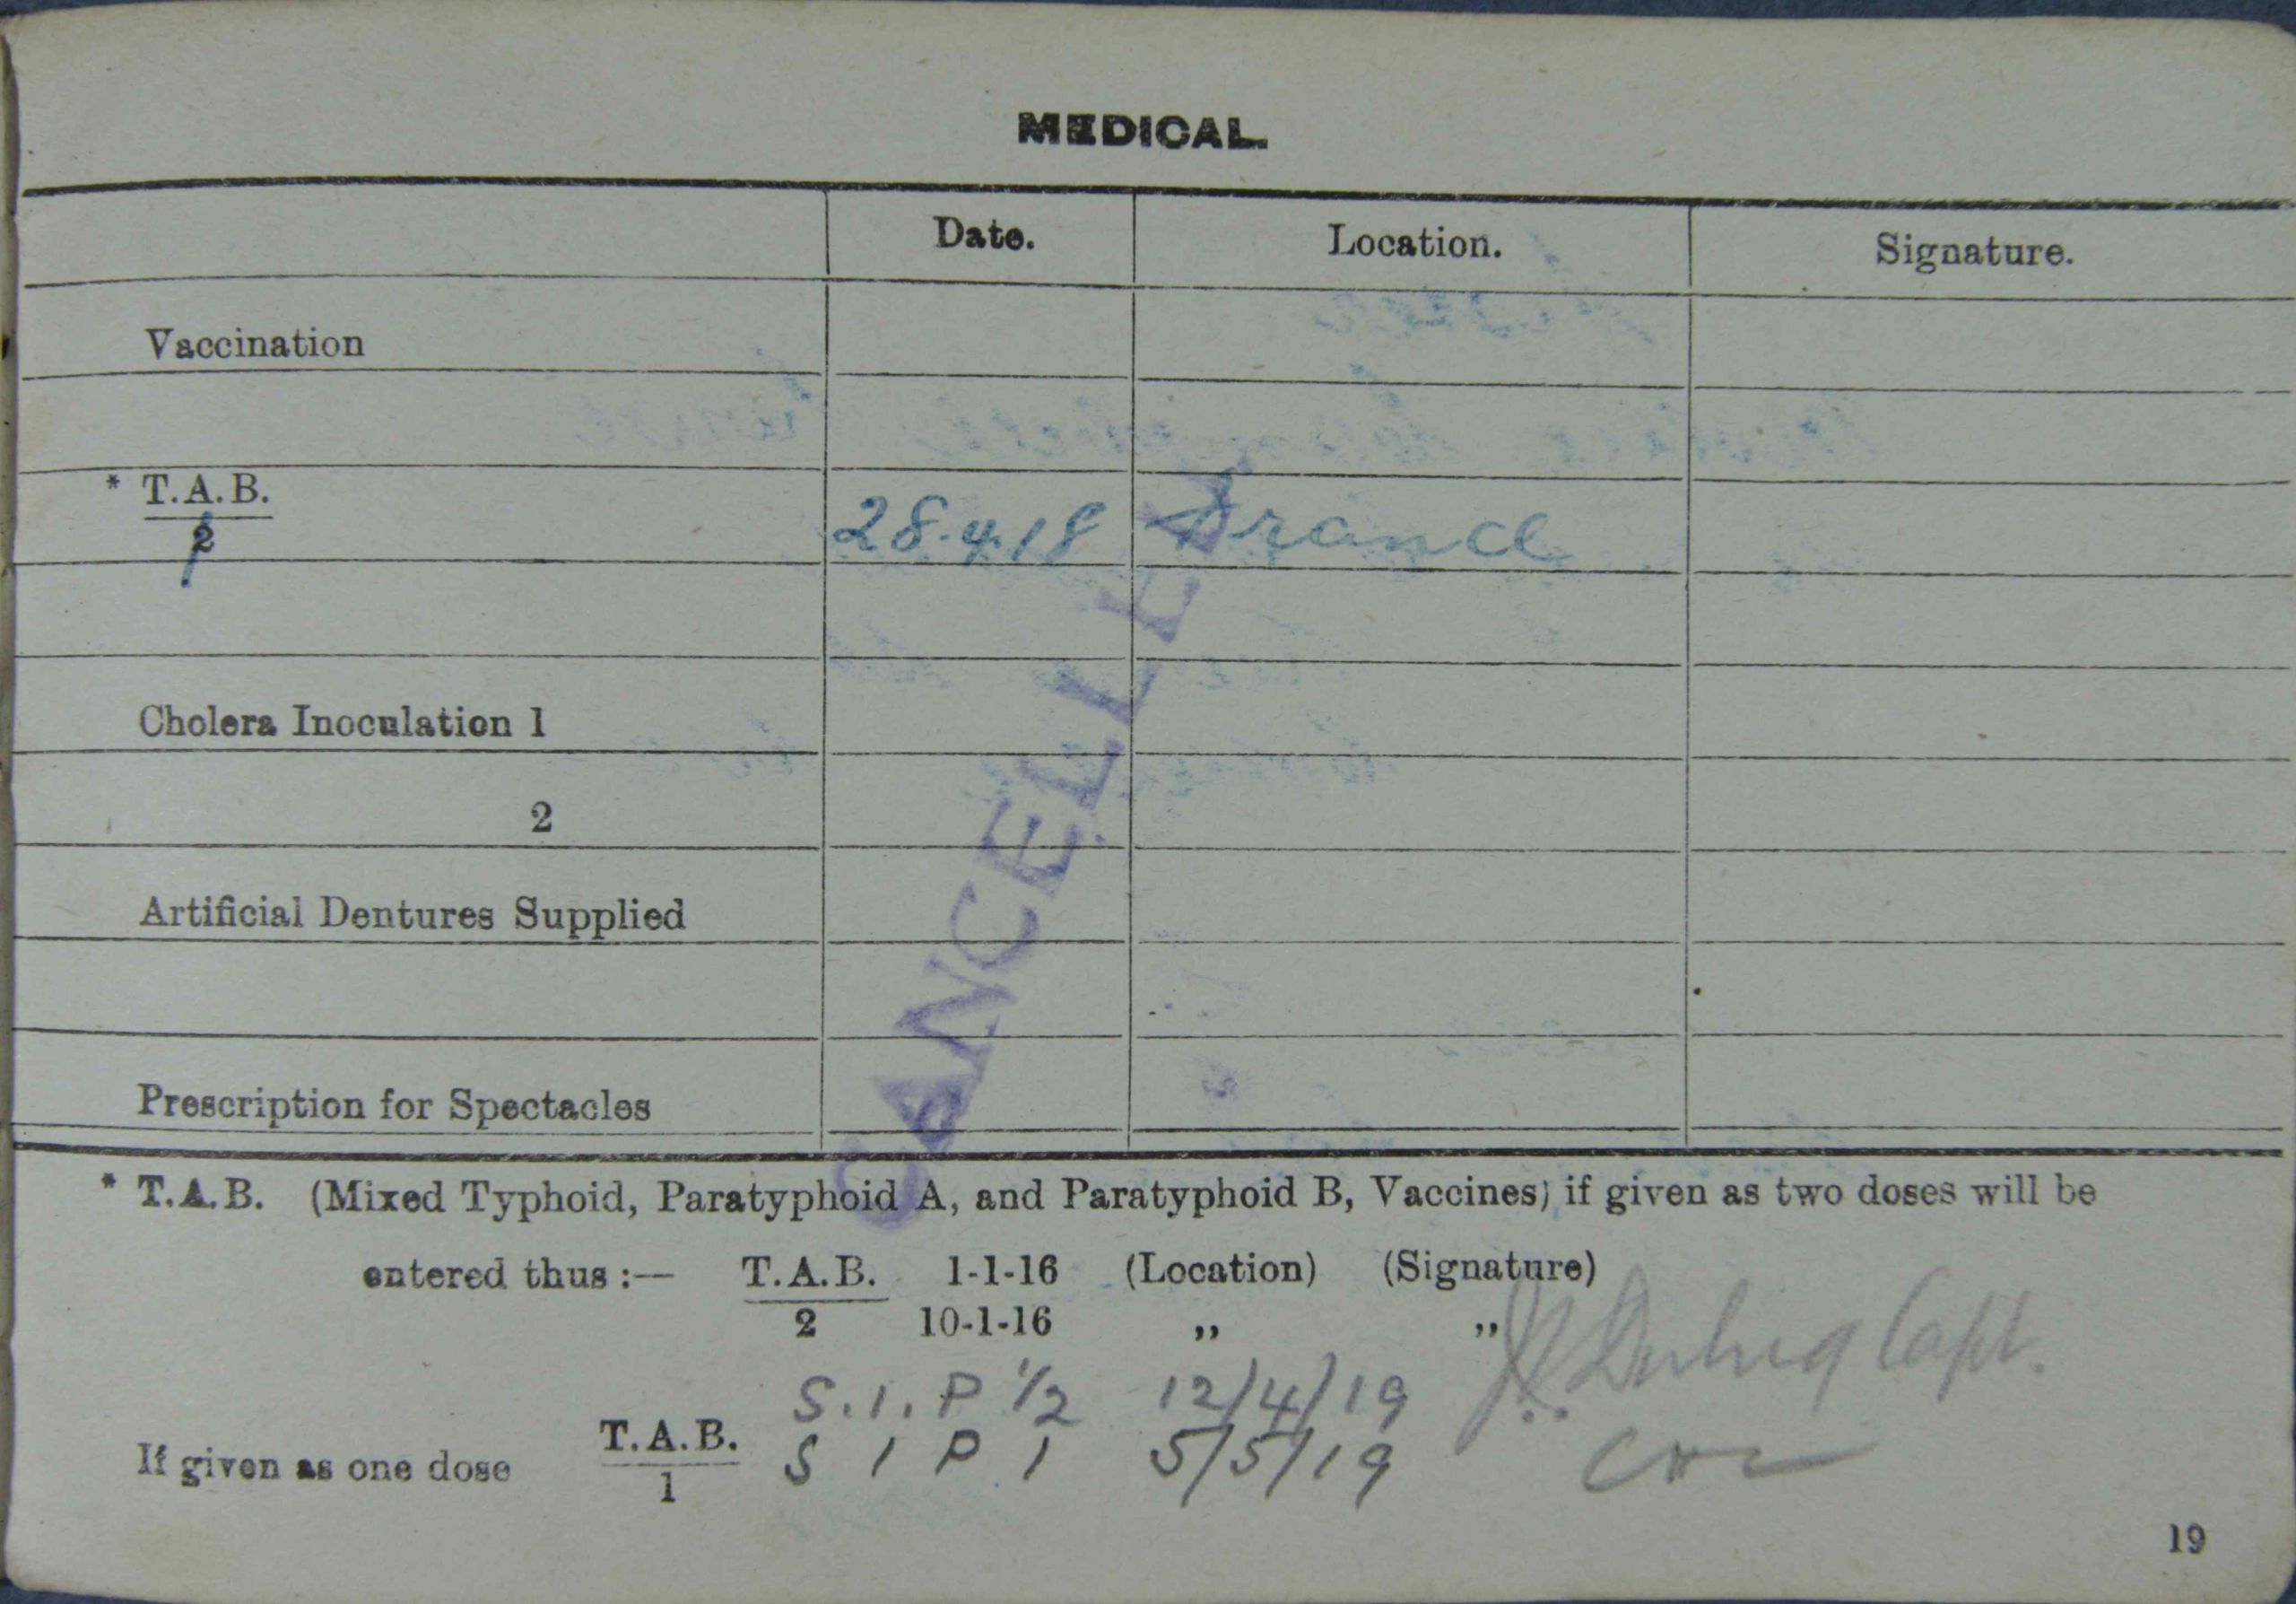 MEDICAL.
Date. Location. Signature.
Vaccination
* T.A.B. 28.4.18 France
2
Cholera Inoculation 1
2
Artificial Dentures Supplied
Prescription for Spectacles
CANCELLED
* T.A.B. (Mixed Typhoid, Paratyphoid A, and Paratyphoid B, Vaccines) if given as two doses will be
entered thus :— T.A.B. 1-1-16 (Location) (Signature)
2 10-1-16 „ „
S.I.P 1/2 12/4/19 Capt.
If given as one dose T.A.B. S I P 1 5/5/19
1
19